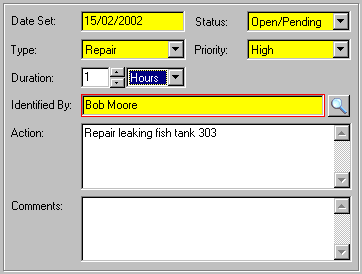 Date Set: 15/02/2002 Status: Open/Pending
Type: Repair Priority: High
Duration: 1 Hours
Identified By: Bob Moore
Action: Repair leaking fish tank 303
Comments: